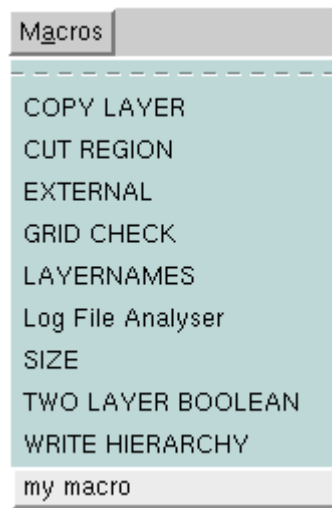 Macros
COPY LAYER
CUT REGION
EXTERNAL
GRID CHECK
LAYERNAMES
Log File Analyser
SIZE
TWO LAYER BOOLEAN
WRITE HIERARCHY
my macro